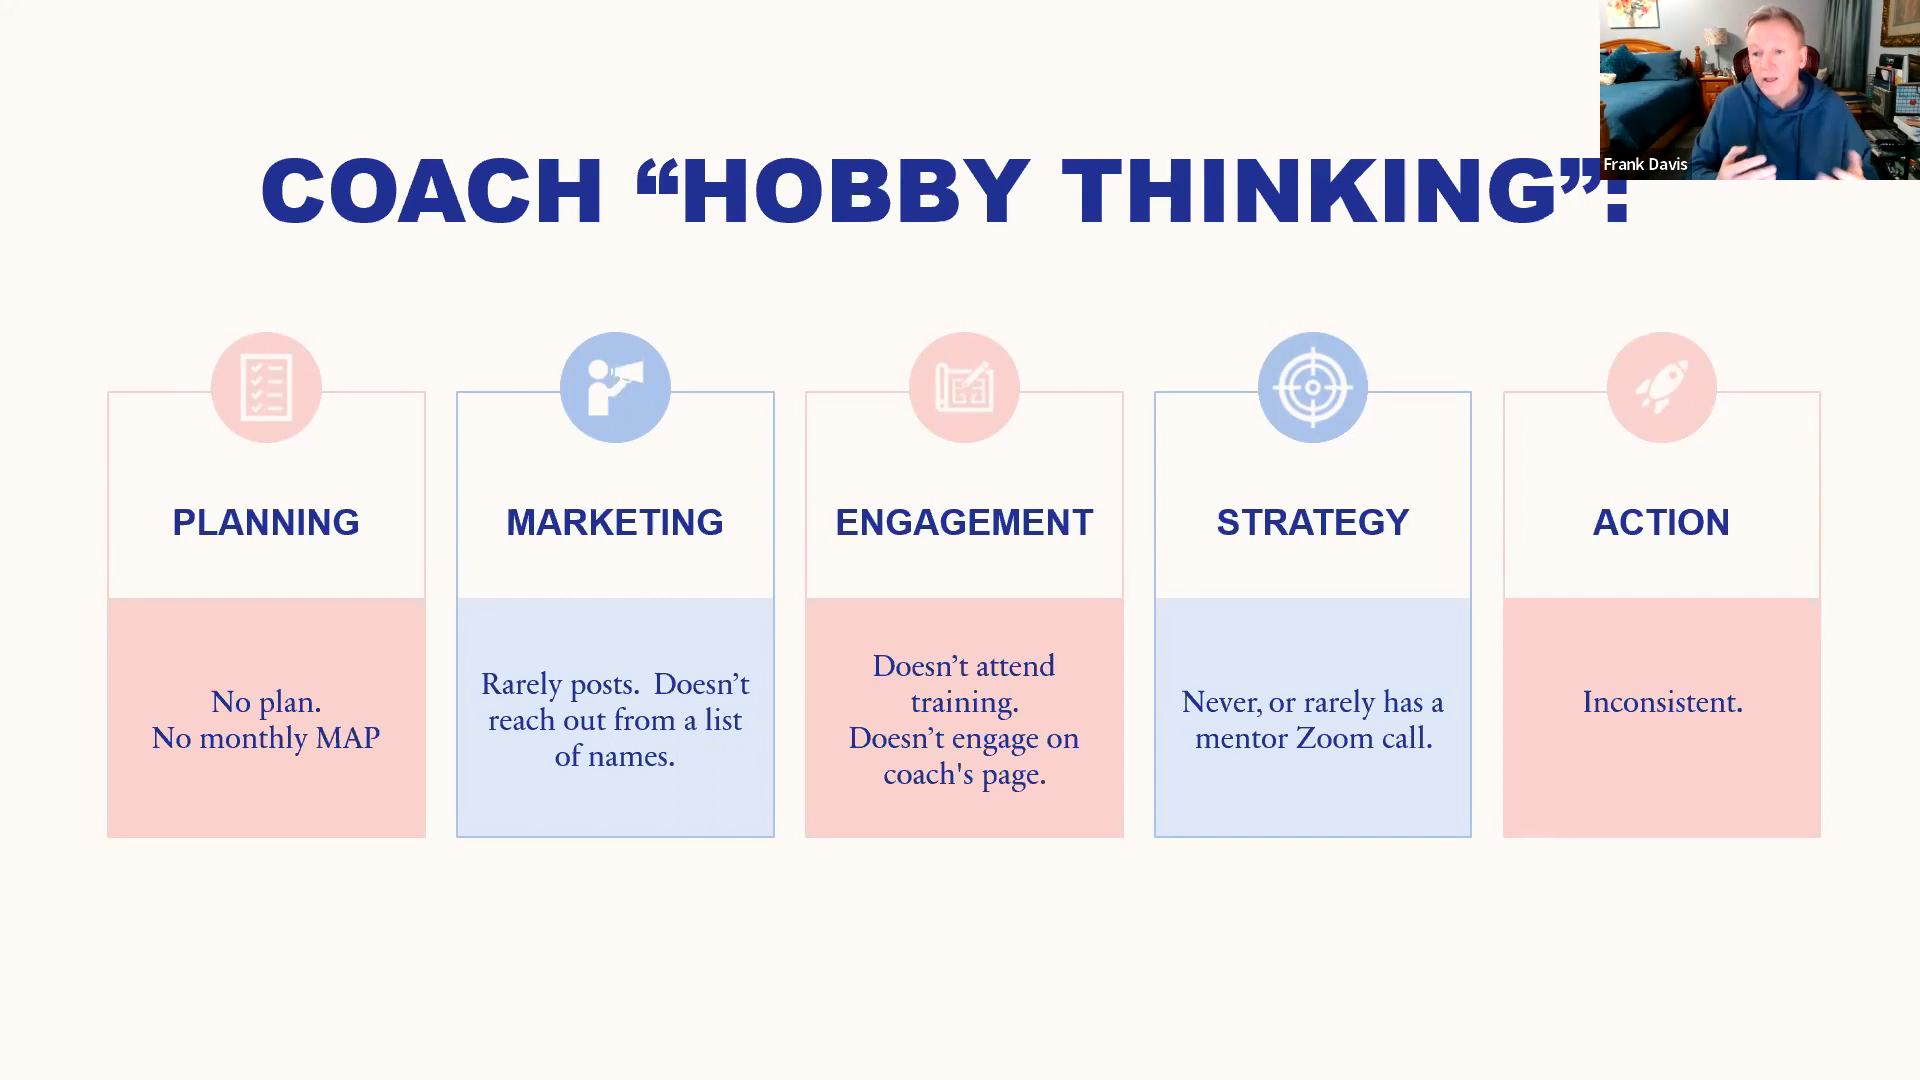 Frank Davis
COACH “HOBBY THINKING”:
PLANNING
No plan.
No monthly MAP
MARKETING
Rarely posts.  Doesn’t
reach out from a list
of names.
ENGAGEMENT
Doesn’t attend
training.
Doesn’t engage on
coach's page.
STRATEGY
Never, or rarely has a
mentor Zoom call.
ACTION
Inconsistent.